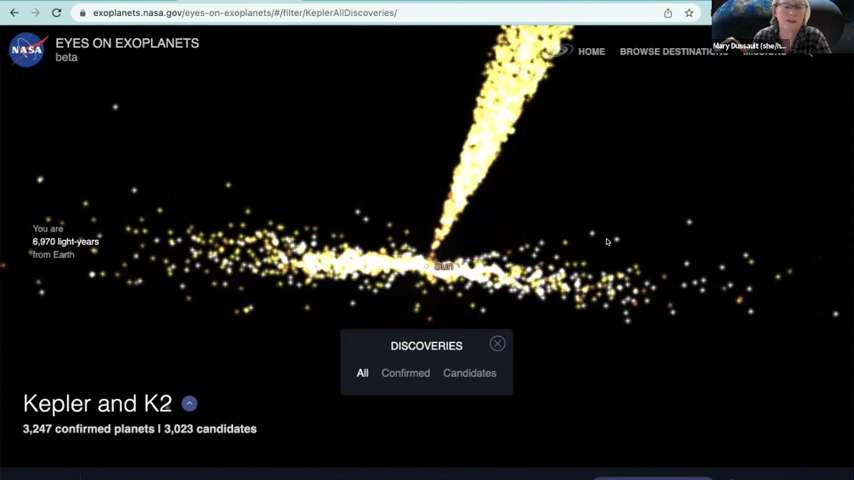 exoplanets.nasa.gov/eyes-on-exoplanets/#/filter/KeplerAllDiscoveries/
NASA
EYES ON EXOPLANETS
beta
HOME
BROWSE DESTINATIONS
Mary Dussault (she/h...
You are
6,970 light-years
from Earth
Sun
DISCOVERIES
All
Confirmed
Candidates
Kepler and K2
3,247 confirmed planets | 3,023 candidates